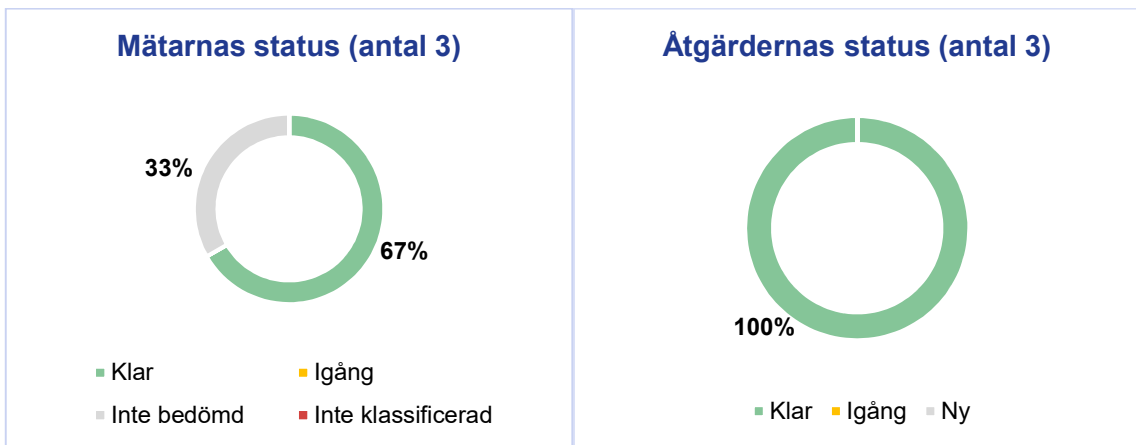 Mätarnas status (antal 3)
33%
67%
Klar
Igång
Inte bedömd
Inte klassificerad
Åtgärdernas status (antal 3)
100%
Klar Igång Ny